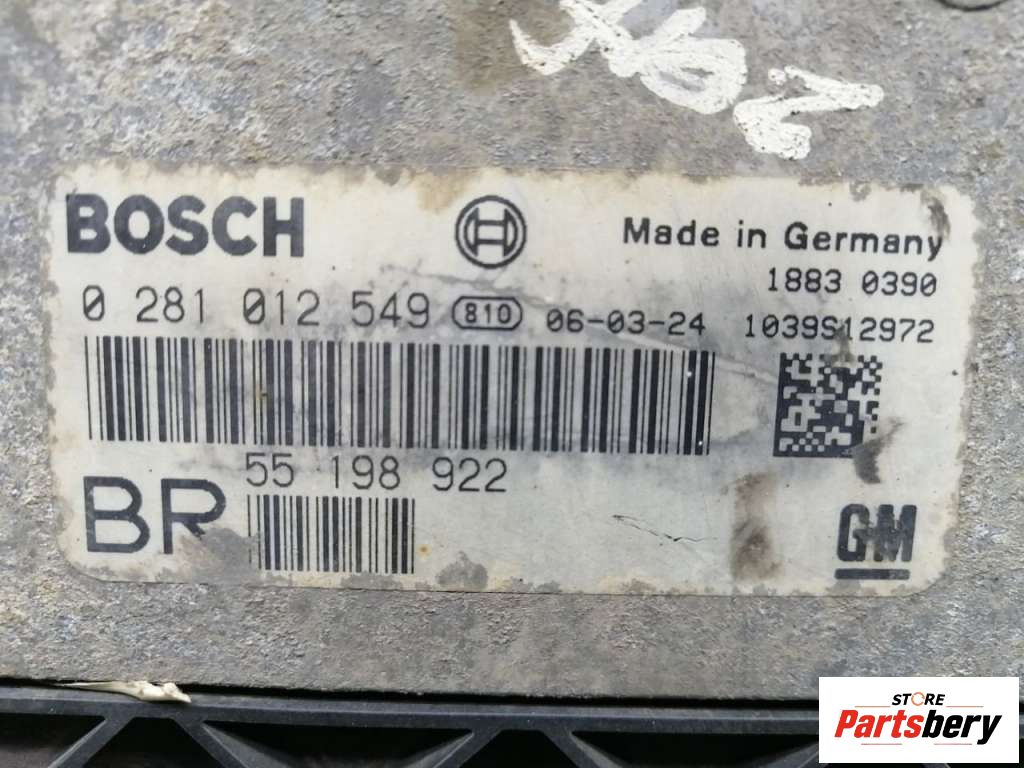 BOSCH Made in Germany
1883 0390
0 281 012 549 810 06-03-24 1039S12972
55 198 922
BR
GM
STORE
Partsbery